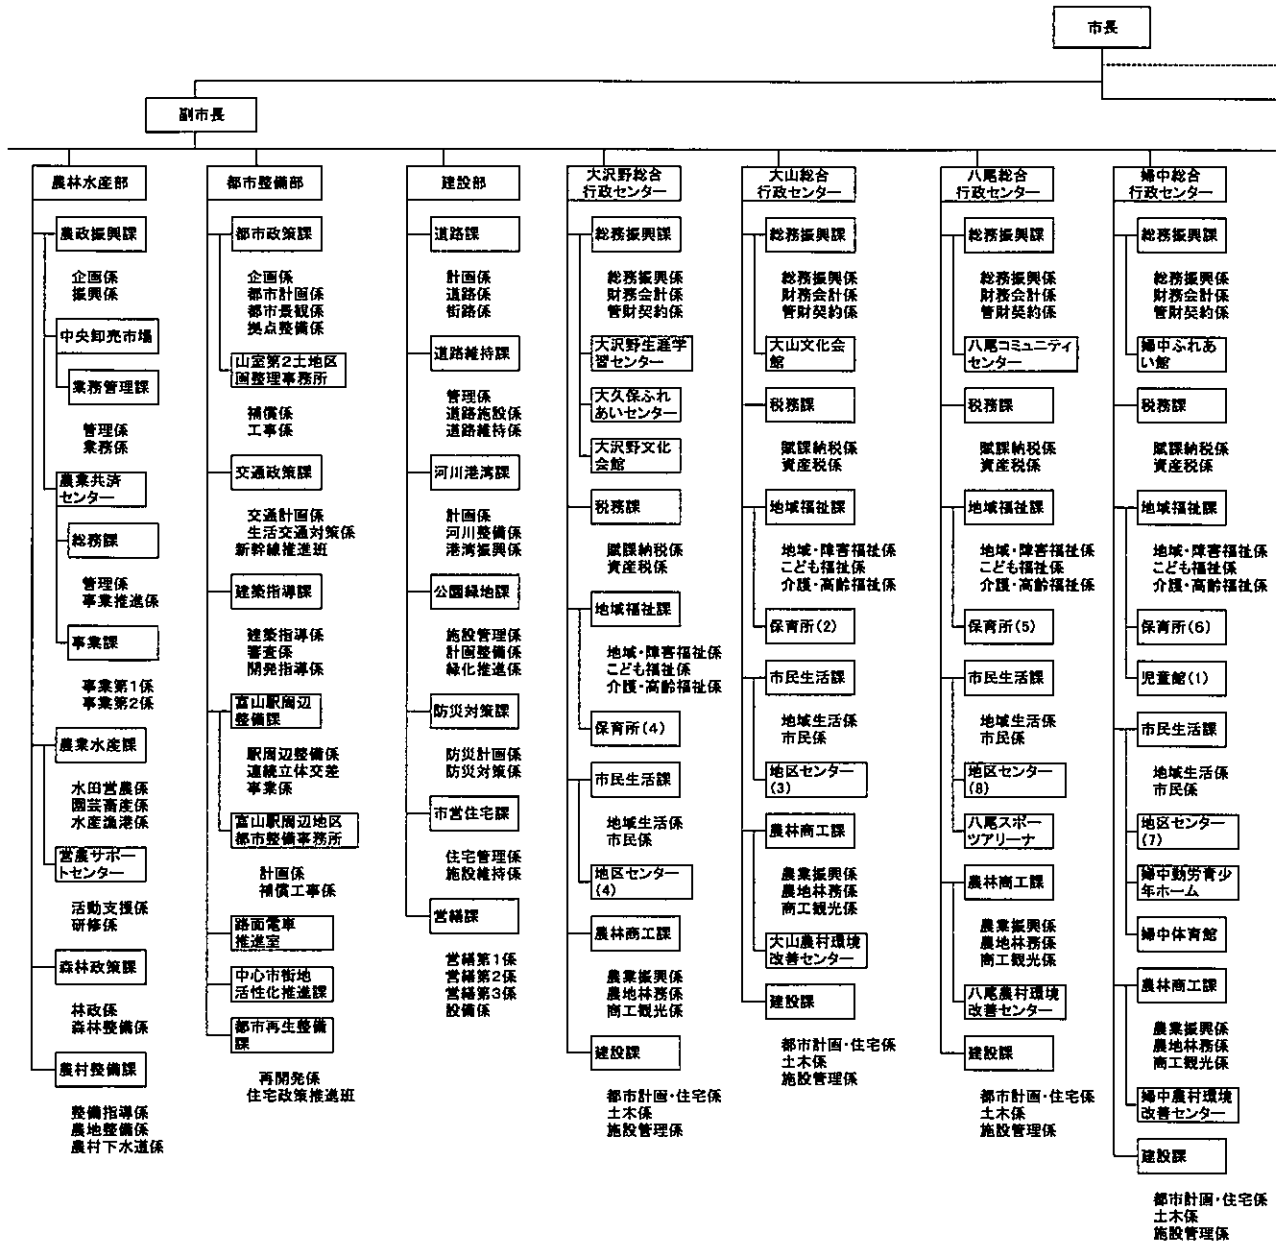 市長
副市長
農林水産部
農政振興課
企画係
振興係
中央卸売市場
業務管理課
管理係
業務係
農業共済
センター
総務課
管理係
事業推進係
事業課
事業第1係
事業第2係
農業水産課
水田営農係
園芸畜産係
水産漁港係
営農サポー
トセンター
活動支援係
研修係
森林政策課
林政係
森林整備係
農村整備課
整備指導係
農地整備係
農村下水道係
都市整備部
都市政策課
企画係
都市計画係
都市景観係
拠点整備係
山室第2土地区
画整理事務所
補償係
工事係
交通政策課
交通計画係
生活交通対策係
新幹線推進班
建築指導課
建築指導係
審査係
開発指導係
富山駅周辺
整備課
駅周辺整備係
連続立体交差
事業係
富山駅周辺地区
都市整備事務所
計画係
補償工事係
路面電車
推進室
中心市街地
活性化推進課
都市再生整備
課
再開発係
住宅政策推進班
建設部
道路課
計画係
道路係
街路係
道路維持課
管理係
道路施設係
道路維持係
河川港湾課
計画係
河川整備係
港湾振興係
公園緑地課
施設管理係
計画整備係
緑化推進係
防災対策課
防災計画係
防災対策係
市営住宅課
住宅管理係
施設維持係
営繕課
営繕第1係
営繕第2係
営繕第3係
設備係
大沢野総合
行政センター
総務振興課
総務振興係
財務会計係
管財契約係
大沢野生涯学
習センター
大久保ふれ
あいセンター
大沢野文化
会館
税務課
賦課納税係
資産税係
地域福祉課
地域・障害福祉係
こども福祉係
介護・高齢福祉係
保育所(4)
市民生活課
地域生活係
市民係
地区センター
(4)
農林商工課
農業振興係
農地林務係
商工観光係
建設課
都市計画・住宅係
土木係
施設管理係
大山総合
行政センター
総務振興課
総務振興係
財務会計係
管財契約係
大山文化会
館
税務課
賦課納税係
資産税係
地域福祉課
地域・障害福祉係
こども福祉係
介護・高齢福祉係
保育所(2)
市民生活課
地域生活係
市民係
地区センター
(3)
農林商工課
農業振興係
農地林務係
商工観光係
大山農村環境
改善センター
建設課
都市計画・住宅係
土木係
施設管理係
八尾総合
行政センター
総務振興課
総務振興係
財務会計係
管財契約係
八尾コミュニティ
センター
税務課
賦課納税係
資産税係
地域福祉課
地域・障害福祉係
こども福祉係
介護・高齢福祉係
保育所(5)
市民生活課
地域生活係
市民係
地区センター
(8)
八尾スポー
ツアリーナ
農林商工課
農業振興係
農地林務係
商工観光係
八尾農村環境
改善センター
建設課
都市計画・住宅係
土木係
施設管理係
婦中総合
行政センター
総務振興課
総務振興係
財務会計係
管財契約係
婦中ふれあ
い館
税務課
賦課納税係
資産税係
地域福祉課
地域・障害福祉係
こども福祉係
介護・高齢福祉係
保育所(6)
児童館(1)
市民生活課
地域生活係
市民係
地区センター
(7)
婦中勤労青少
年ホーム
婦中体育館
農林商工課
農業振興係
農地林務係
商工観光係
婦中農村環境
改善センター
建設課
都市計画・住宅係
土木係
施設管理係